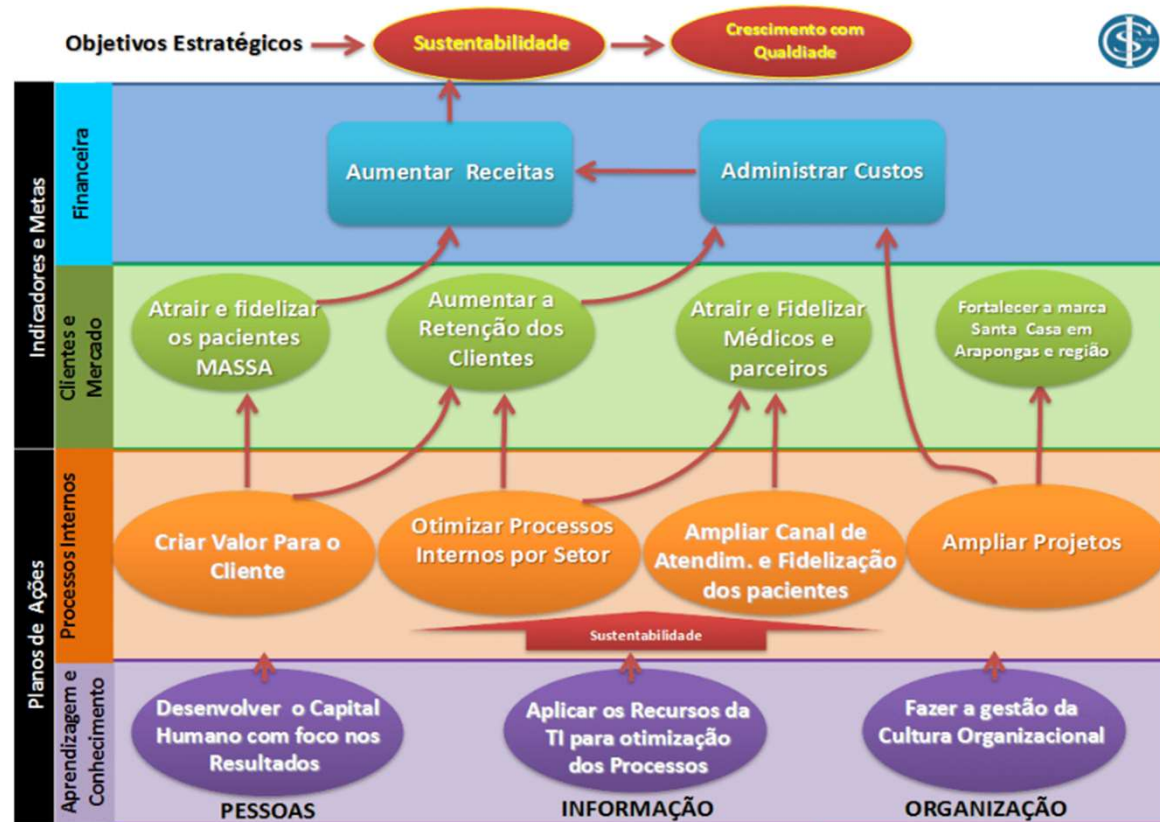 Objetivos Estratégicos
Sustentabilidade
Crescimento com
Qualdiade
Indicadores e Metas
Financeira
Aumentar Receitas
Administrar Custos
Clientes e
Mercado
Atrair e fidelizar
os pacientes
MASSA
Aumentar a
Retenção dos
Clientes
Atrair e Fidelizar
Médicos e
parceiros
Fortalecer a marca
Santa Casa em
Arapongas e região
Planos de Ações
Processos Internos
Criar Valor Para o
Cliente
Otimizar Processos
Internos por Setor
Ampliar Canal de
Atendim. e Fidelização
dos pacientes
Ampliar Projetos
Sustentabilidade
Aprendizagem e
Conhecimento
Desenvolver o Capital
Humano com foco nos
Resultados
Aplicar os Recursos da
TI para otimização
dos Processos
Fazer a gestão da
Cultura Organizacional
PESSOAS
INFORMAÇÃO
ORGANIZAÇÃO